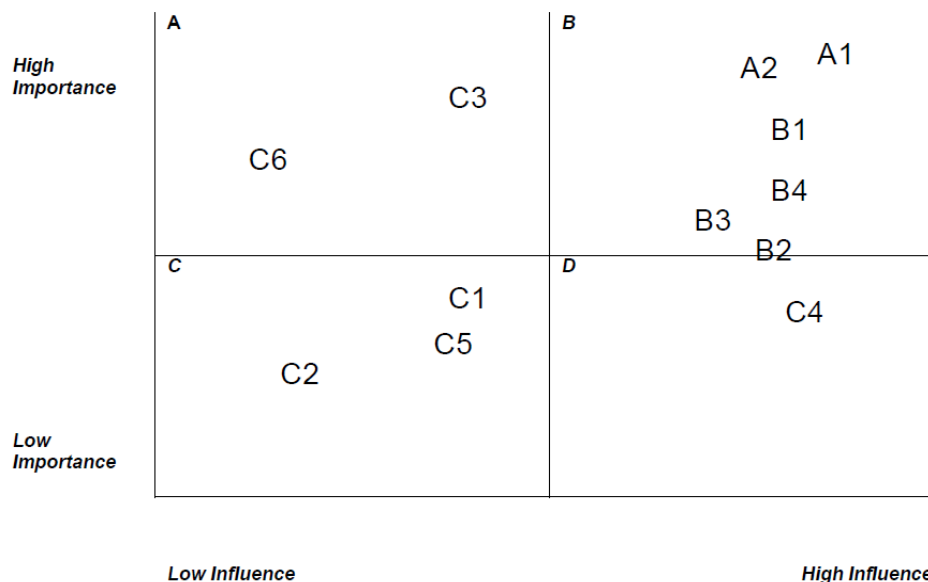 A
B
High
Importance
A1
A2
C3
B1
C6
B4
B3
B2
C
D
C1
C4
C5
C2
Low
Importance
Low Influence
High Influence